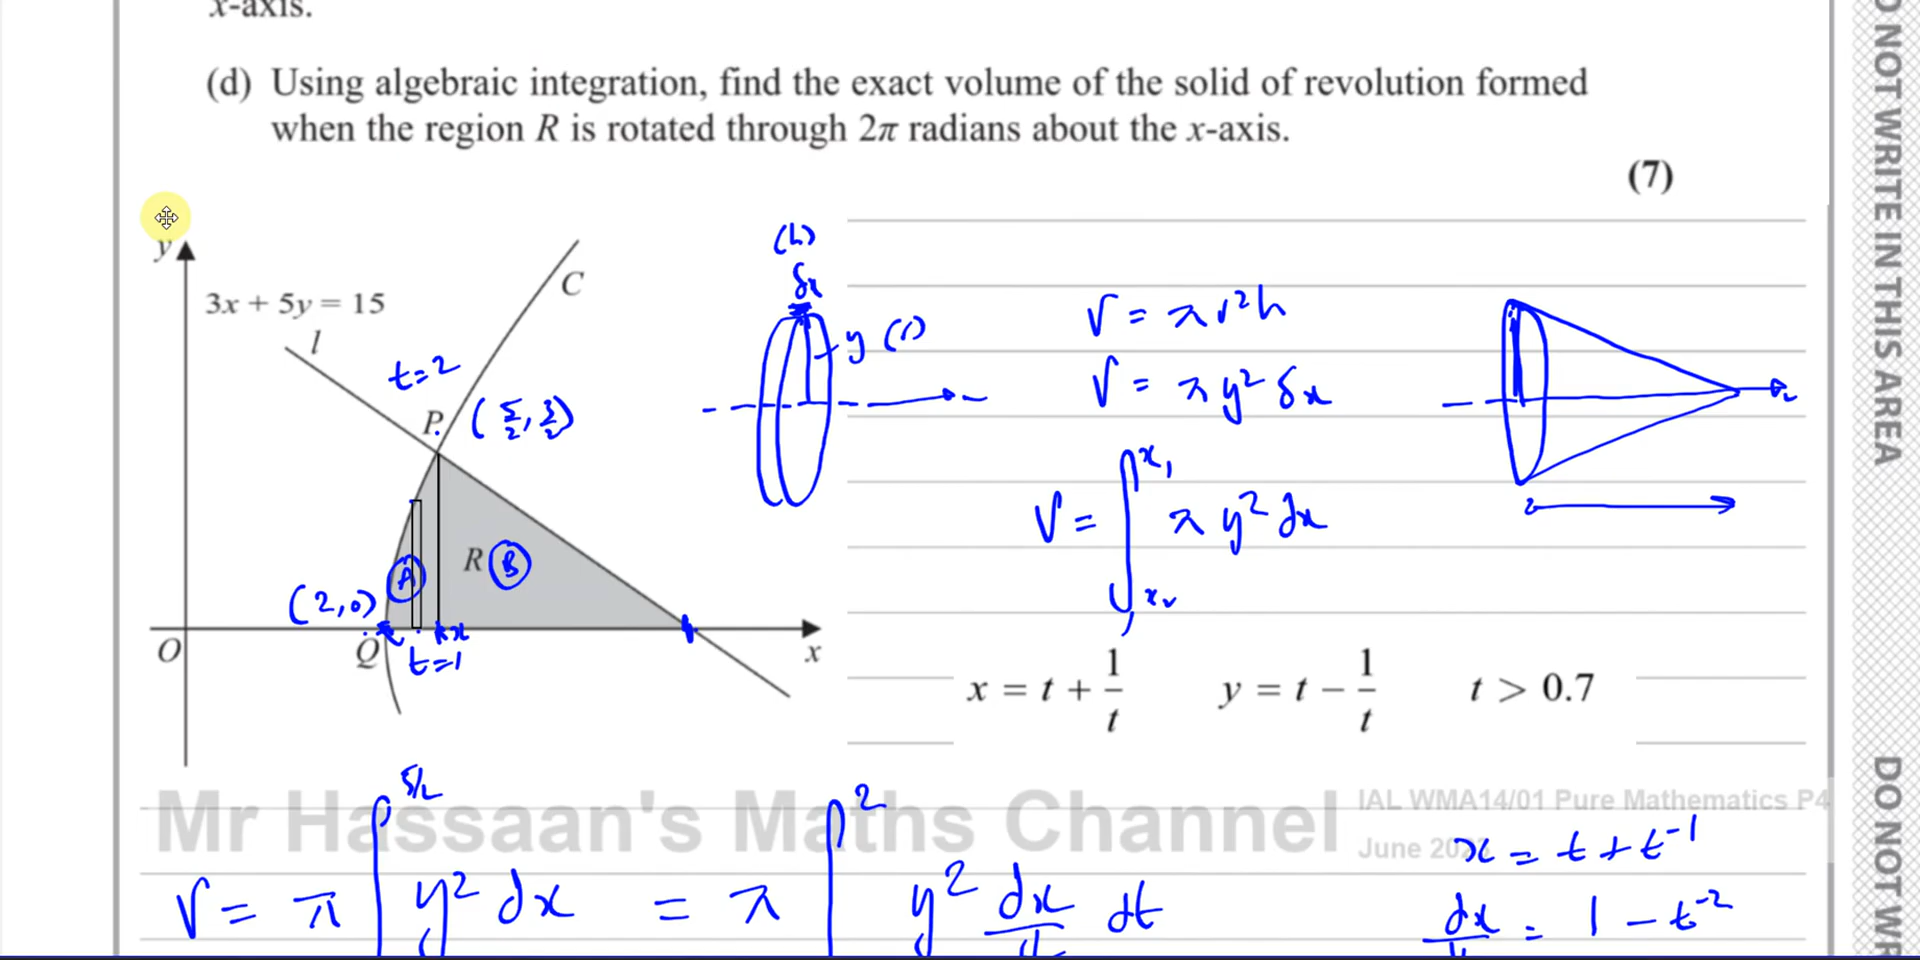 x-axis.
(d) Using algebraic integration, find the exact volume of the solid of revolution formed
when the region R is rotated through 2π radians about the x-axis.
(7)
y
3x + 5y = 15
l
C
t=2
P (5/2, 3/2)
R B
A
(2,0)
O
Q
t=1
x
(h)
δx
y (r)
V = πr²h
V = πy²δx
V = ∫ πy² dx
x₁
x = t + 1/t y = t − 1/t t > 0.7
Mr Hassaan's Maths Channel
IAL WMA14/01 Pure Mathematics P4
x = t + t⁻¹
V = π ∫^5/2 y² dx = π ∫^2 y² dx/dt dt
dx/dt = 1 − t⁻²
DO NOT WRITE IN THIS AREA
DO NOT WR